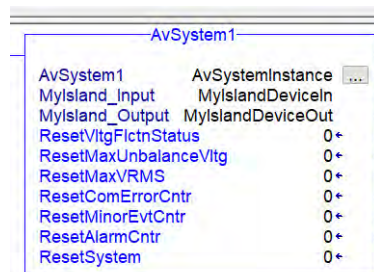 AvSystem1
AvSystem1 AvSystemInstance ...
MyIsland_Input MyIslandDeviceIn
MyIsland_Output MyIslandDeviceOut
ResetVltgFlctnStatus 0
ResetMaxUnbalanceVltg 0
ResetMaxVRMS 0
ResetComErrorCntr 0
ResetMinorEvtCntr 0
ResetAlarmCntr 0
ResetSystem 0